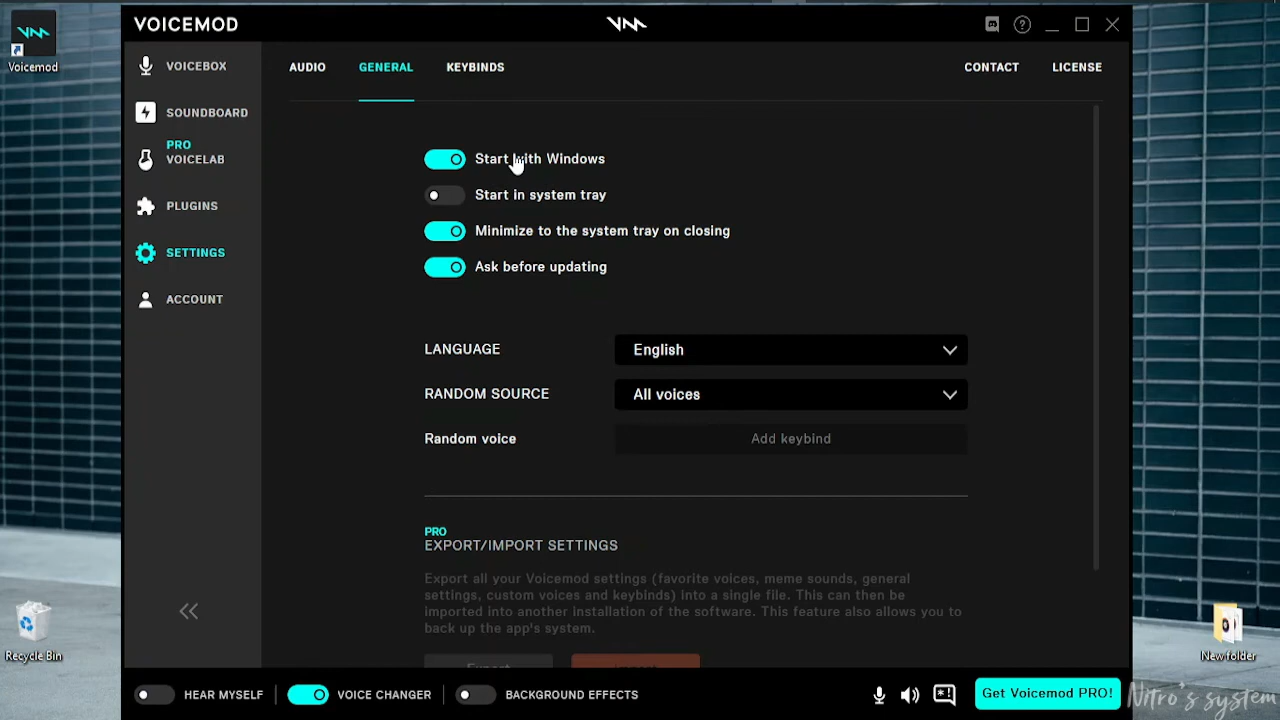 Voicemod
VOICEMOD
VOICEBOX
SOUNDBOARD
PRO
VOICELAB
PLUGINS
SETTINGS
ACCOUNT
AUDIO
GENERAL
KEYBINDS
CONTACT
LICENSE
Start with Windows
Start in system tray
Minimize to the system tray on closing
Ask before updating
LANGUAGE
English
RANDOM SOURCE
All voices
Random voice
Add keybind
PRO
EXPORT/IMPORT SETTINGS
Export all your Voicemod settings (favorite voices, meme sounds, general
settings, custom voices and keybinds) into a single file. This can then be
imported into another installation of the software. This feature also allows you to
back up the app's system.
Export
HEAR MYSELF
VOICE CHANGER
BACKGROUND EFFECTS
Get Voicemod PRO!
Recycle Bin
New folder
Nitro's system